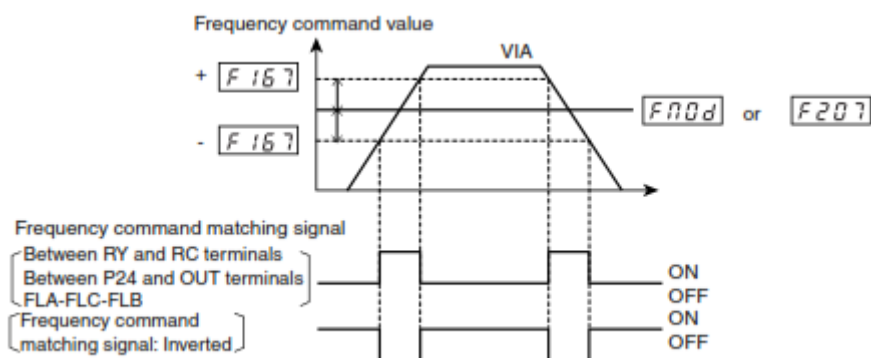 Frequency command value
VIA
+ F167
FMOd or F207
- F167
Frequency command matching signal
Between RY and RC terminals
Between P24 and OUT terminals
FLA-FLC-FLB
ON
OFF
Frequency command
matching signal: Inverted
ON
OFF